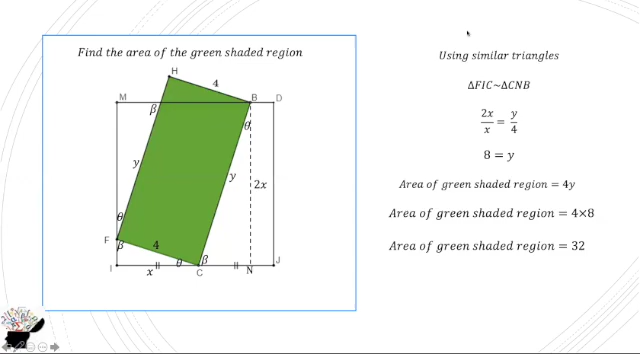 Find the area of the green shaded region
H
4
M
B
D
β
θ
y
y
2x
θ
F
β
4
θ
β
I
x
C
N
J
Using similar triangles
ΔFIC~ΔCNB
2x/x = y/4
8 = y
Area of green shaded region = 4y
Area of green shaded region = 4×8
Area of green shaded region = 32